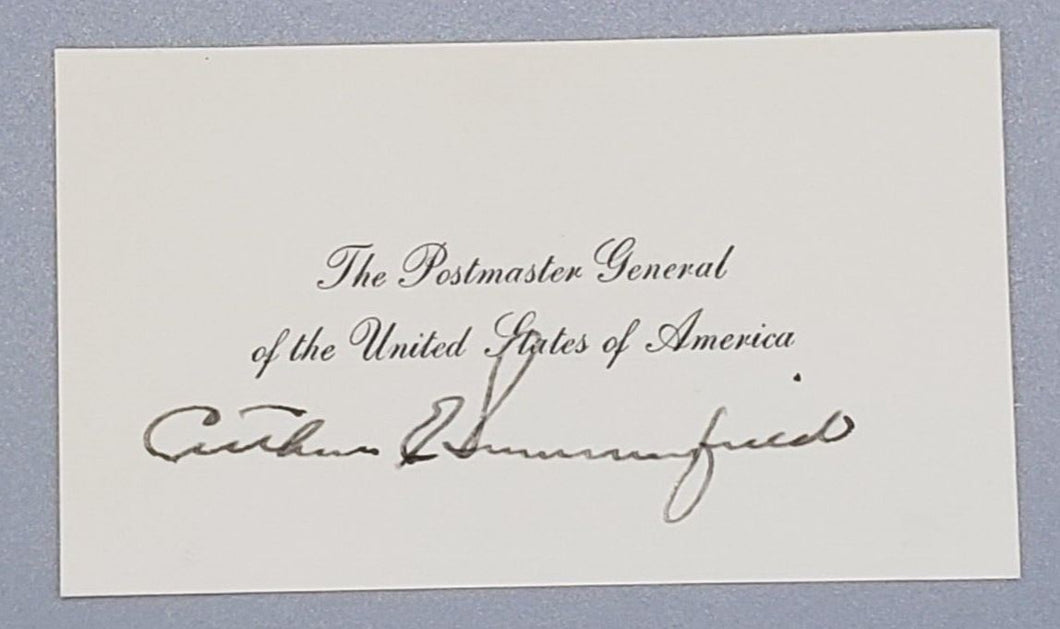 The Postmaster General
of the United States of America
Arthur E Summerfield